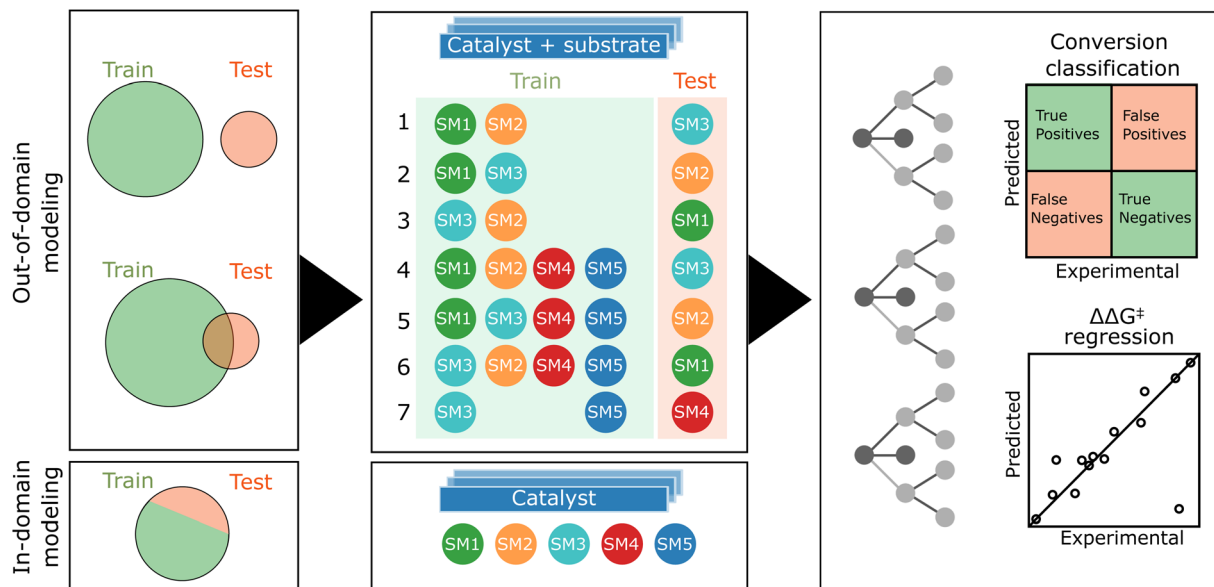 Out-of-domain
modeling
Train
Test
Train
Test
Catalyst + substrate
Train
Test
1 SM1 SM2 SM3
2 SM1 SM3 SM2
3 SM3 SM2 SM1
4 SM1 SM2 SM4 SM5 SM3
5 SM1 SM3 SM4 SM5 SM2
6 SM3 SM2 SM4 SM5 SM1
7 SM3 SM5 SM4
Conversion
classification
Predicted
True
Positives
False
Positives
False
Negatives
True
Negatives
Experimental
ΔΔG‡
regression
Predicted
Experimental
In-domain
modeling
Train
Test
Catalyst
SM1 SM2 SM3 SM4 SM5